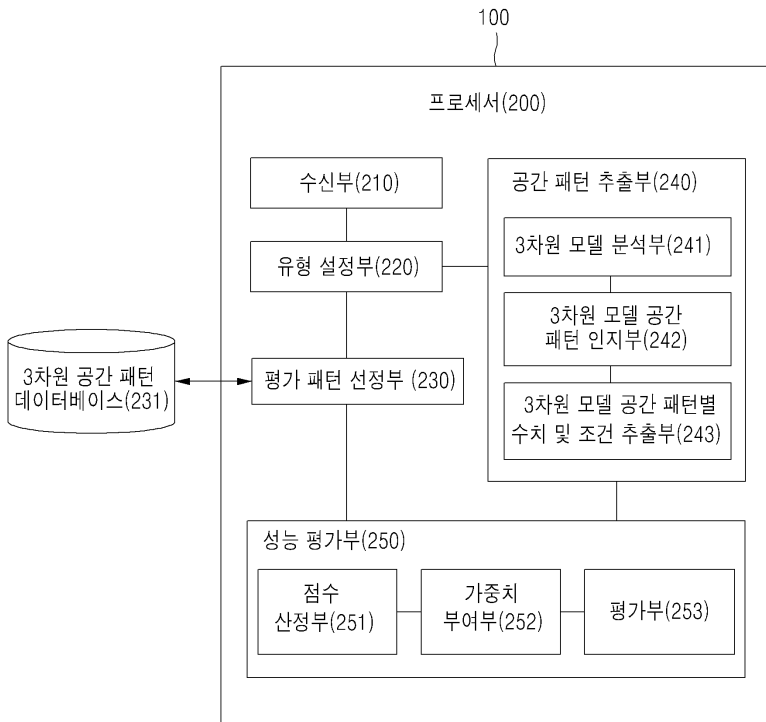 100
프로세서(200)
수신부(210)
유형 설정부(220)
평가 패턴 선정부 (230)
3차원 공간 패턴
데이터베이스(231)
공간 패턴 추출부(240)
3차원 모델 분석부(241)
3차원 모델 공간
패턴 인지부(242)
3차원 모델 공간 패턴별
수치 및 조건 추출부(243)
성능 평가부(250)
점수
산정부(251)
가중치
부여부(252)
평가부(253)